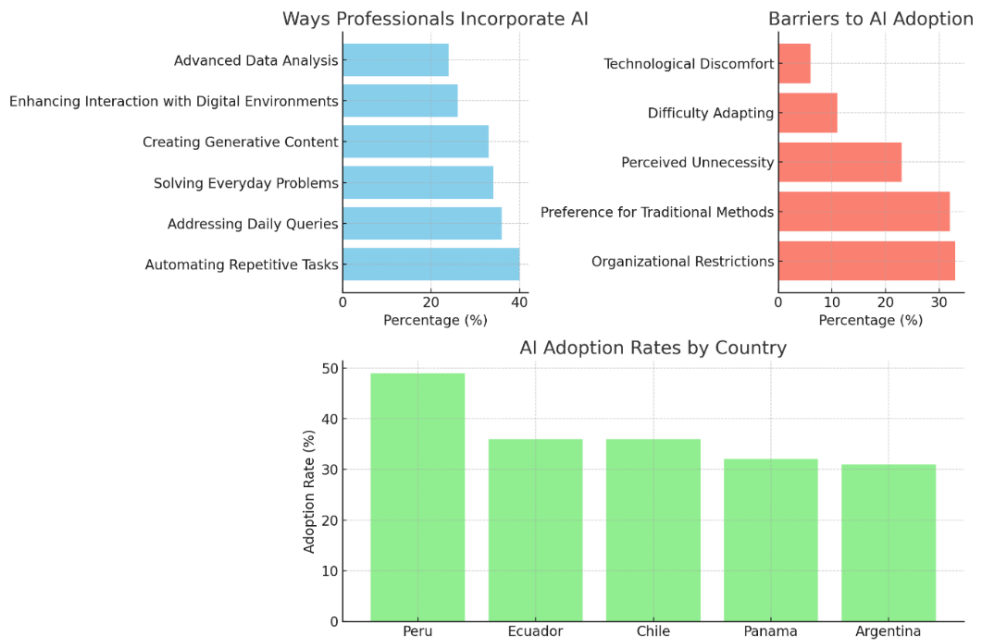 Ways Professionals Incorporate AI
Advanced Data Analysis
Enhancing Interaction with Digital Environments
Creating Generative Content
Solving Everyday Problems
Addressing Daily Queries
Automating Repetitive Tasks
0 20 40
Percentage (%)
Barriers to AI Adoption
Technological Discomfort
Difficulty Adapting
Perceived Unnecessity
Preference for Traditional Methods
Organizational Restrictions
0 10 20 30
Percentage (%)
AI Adoption Rates by Country
Adoption Rate (%)
50
40
30
20
10
0
Peru Ecuador Chile Panama Argentina